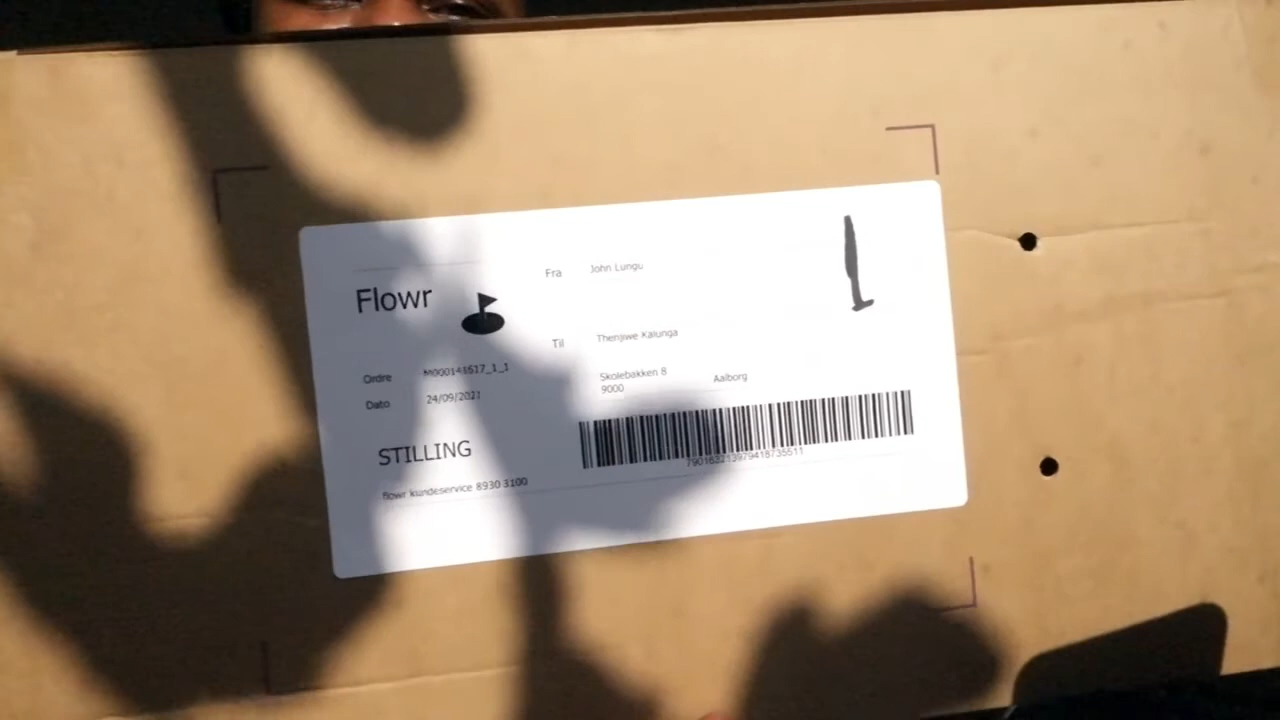 Flowr
Fra John Lungu
Til Thenjiwe Kalunga
Skolebakken 8
9000 Aalborg
Ordre
Dato 24/09/2021
STILLING
flowr kundeservice 8930 3100